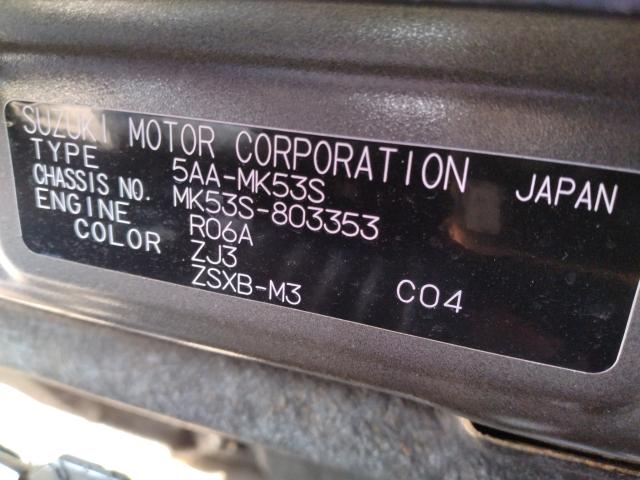 SUZUKI MOTOR CORPORATION JAPAN
TYPE 5AA-MK53S
CHASSIS NO. MK53S-803353
ENGINE R06A
COLOR ZJ3
ZSXB-M3 C04